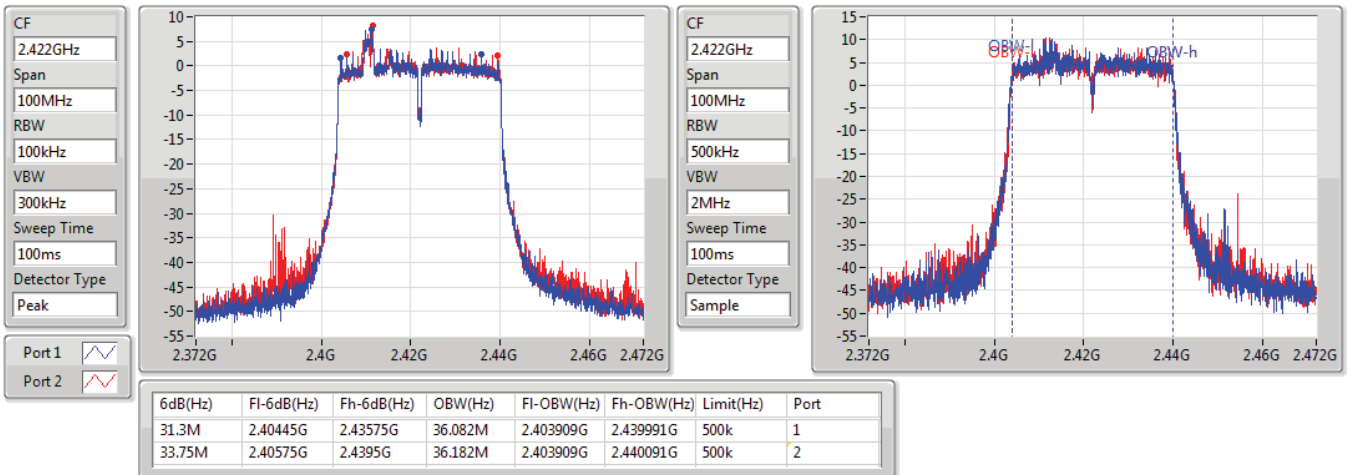 CF
2.422GHz
Span
100MHz
RBW
100kHz
VBW
300kHz
Sweep Time
100ms
Detector Type
Peak
Port 1
Port 2
10
5
0
-5
-10
-15
-20
-25
-30
-35
-40
-45
-50
-55
2.372G 2.4G 2.42G 2.44G 2.46G 2.472G
CF
2.422GHz
Span
100MHz
RBW
500kHz
VBW
2MHz
Sweep Time
100ms
Detector Type
Sample
15
10
5
0
-5
-10
-15
-20
-25
-30
-35
-40
-45
-50
-55
OBW-l
OBW-l
OBW-h
2.372G 2.4G 2.42G 2.44G 2.46G 2.472G
6dB(Hz) Fl-6dB(Hz) Fh-6dB(Hz) OBW(Hz) Fl-OBW(Hz) Fh-OBW(Hz) Limit(Hz) Port
31.3M 2.40445G 2.43575G 36.082M 2.403909G 2.439991G 500k 1
33.75M 2.40575G 2.4395G 36.182M 2.403909G 2.440091G 500k 2